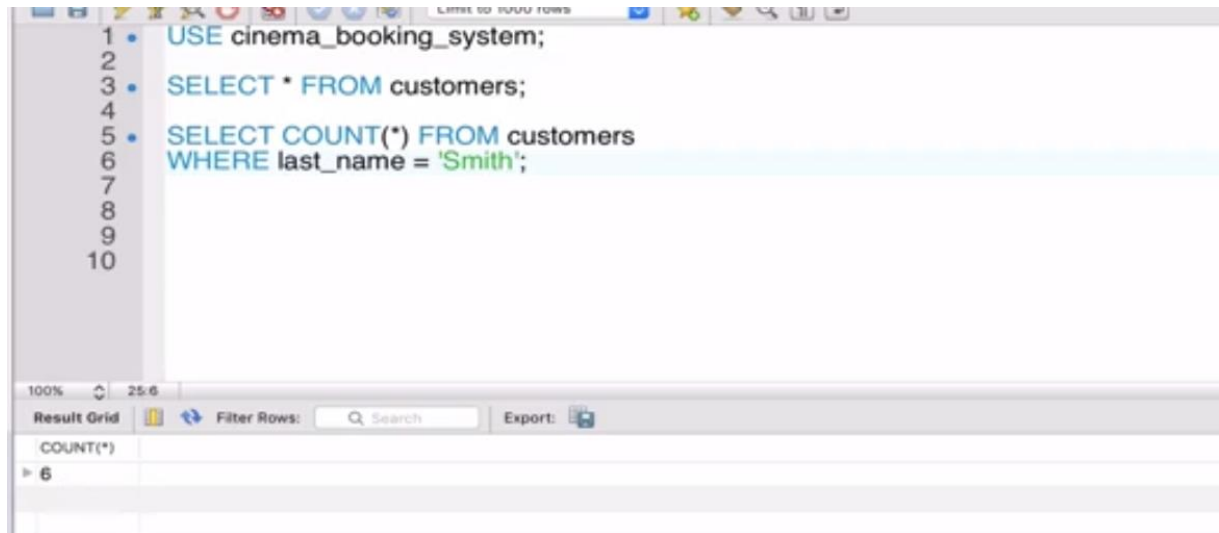 Limit to 1000 rows
1 USE cinema_booking_system;
2
3 SELECT * FROM customers;
4
5 SELECT COUNT(*) FROM customers
6 WHERE last_name = 'Smith';
7
8
9
10
100% 25:6
Result Grid Filter Rows: Search Export:
COUNT(*)
6